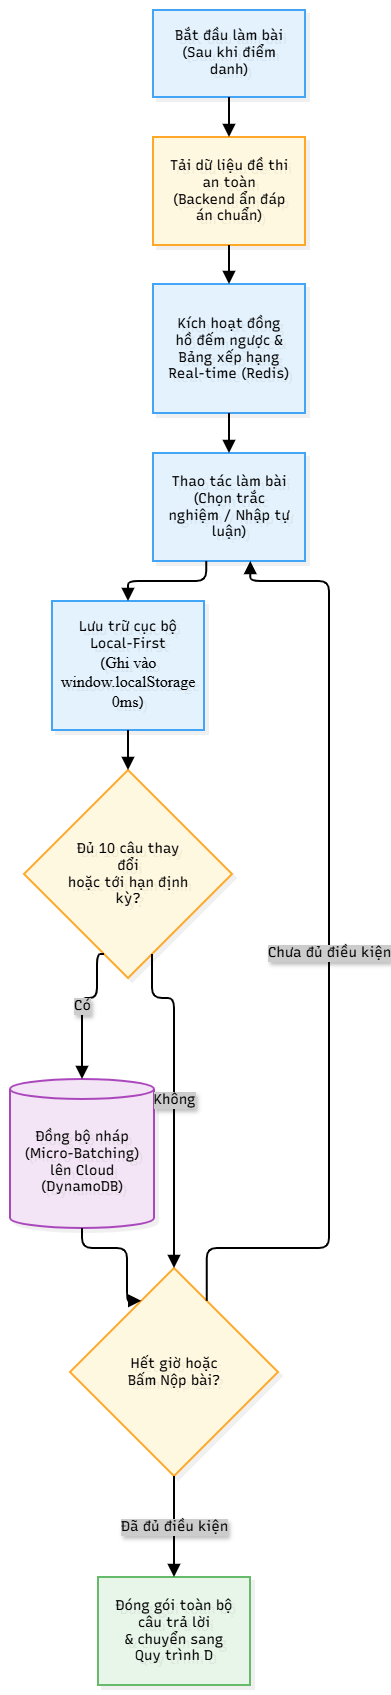 Bắt đầu làm bài
(Sau khi điểm
danh)
Tải dữ liệu đề thi
an toàn
(Backend ẩn đáp
án chuẩn)
Kích hoạt đồng
hồ đếm ngược &
Bảng xếp hạng
Real-time (Redis)
Thao tác làm bài
(Chọn trắc
nghiệm / Nhập tự
luận)
Lưu trữ cục bộ
Local-First
(Ghi vào
window.localStorage
0ms)
Đủ 10 câu thay
đổi
hoặc tới hạn định
kỳ?
Chưa đủ điều kiện
Có
Không
Đồng bộ nháp
(Micro-Batching)
lên Cloud
(DynamoDB)
Hết giờ hoặc
Bấm Nộp bài?
Đã đủ điều kiện
Đóng gói toàn bộ
câu trả lời
& chuyển sang
Quy trình D